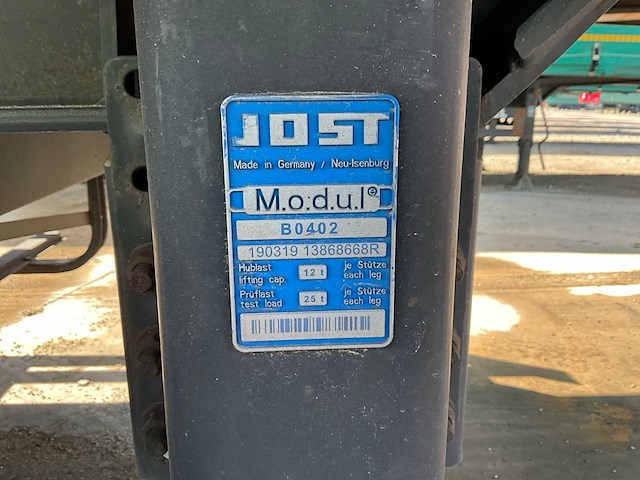 JOST
Made in Germany / Neu-Isenburg
M.o.d.u.l
B0402
190319 13868668R
Hublast 12 t je Stütze
lifting cap. each leg
Prüflast 25 t je Stütze
test load each leg